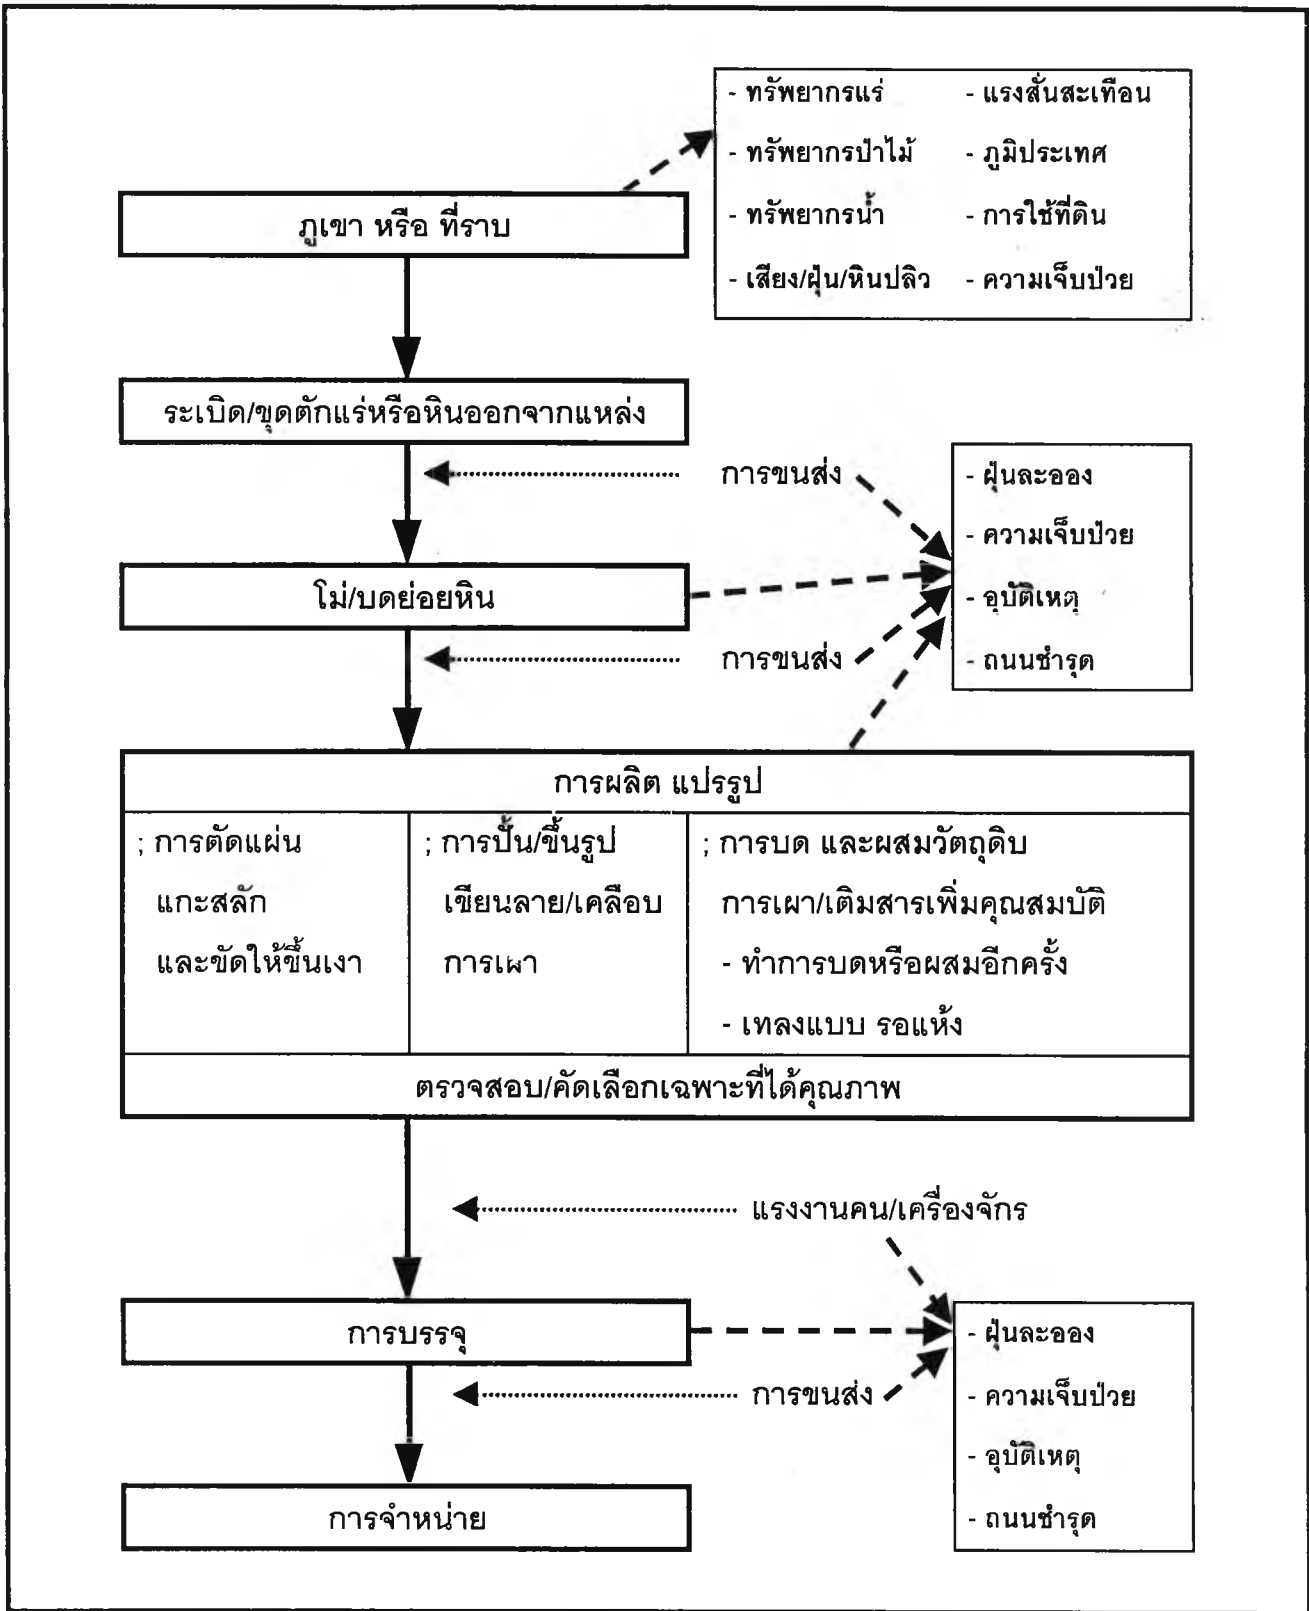 - ทรัพยากรแร่ - แรงสั่นสะเทือน
- ทรัพยากรป่าไม้ - ภูมิประเทศ
- ทรัพยากรน้ำ - การใช้ที่ดิน
- เสียง/ฝุ่น/หินปลิว - ความเจ็บป่วย
ภูเขา หรือ ที่ราบ
ระเบิด/ขุดตักแร่หรือหินออกจากแหล่ง
การขนส่ง
- ฝุ่นละออง
- ความเจ็บป่วย
- อุบัติเหตุ
- ถนนชำรุด
โม่/บดย่อยหิน
การขนส่ง
การผลิต แปรรูป
; การตัดแผ่น
แกะสลัก
และขัดให้ขึ้นเงา
; การปั้น/ขึ้นรูป
เขียนลาย/เคลือบ
การเผา
; การบด และผสมวัตถุดิบ
การเผา/เติมสารเพิ่มคุณสมบัติ
- ทำการบดหรือผสมอีกครั้ง
- เทลงแบบ รอแห้ง
ตรวจสอบ/คัดเลือกเฉพาะที่ได้คุณภาพ
แรงงานคน/เครื่องจักร
การบรรจุ
- ฝุ่นละออง
- ความเจ็บป่วย
- อุบัติเหตุ
- ถนนชำรุด
การขนส่ง
การจำหน่าย